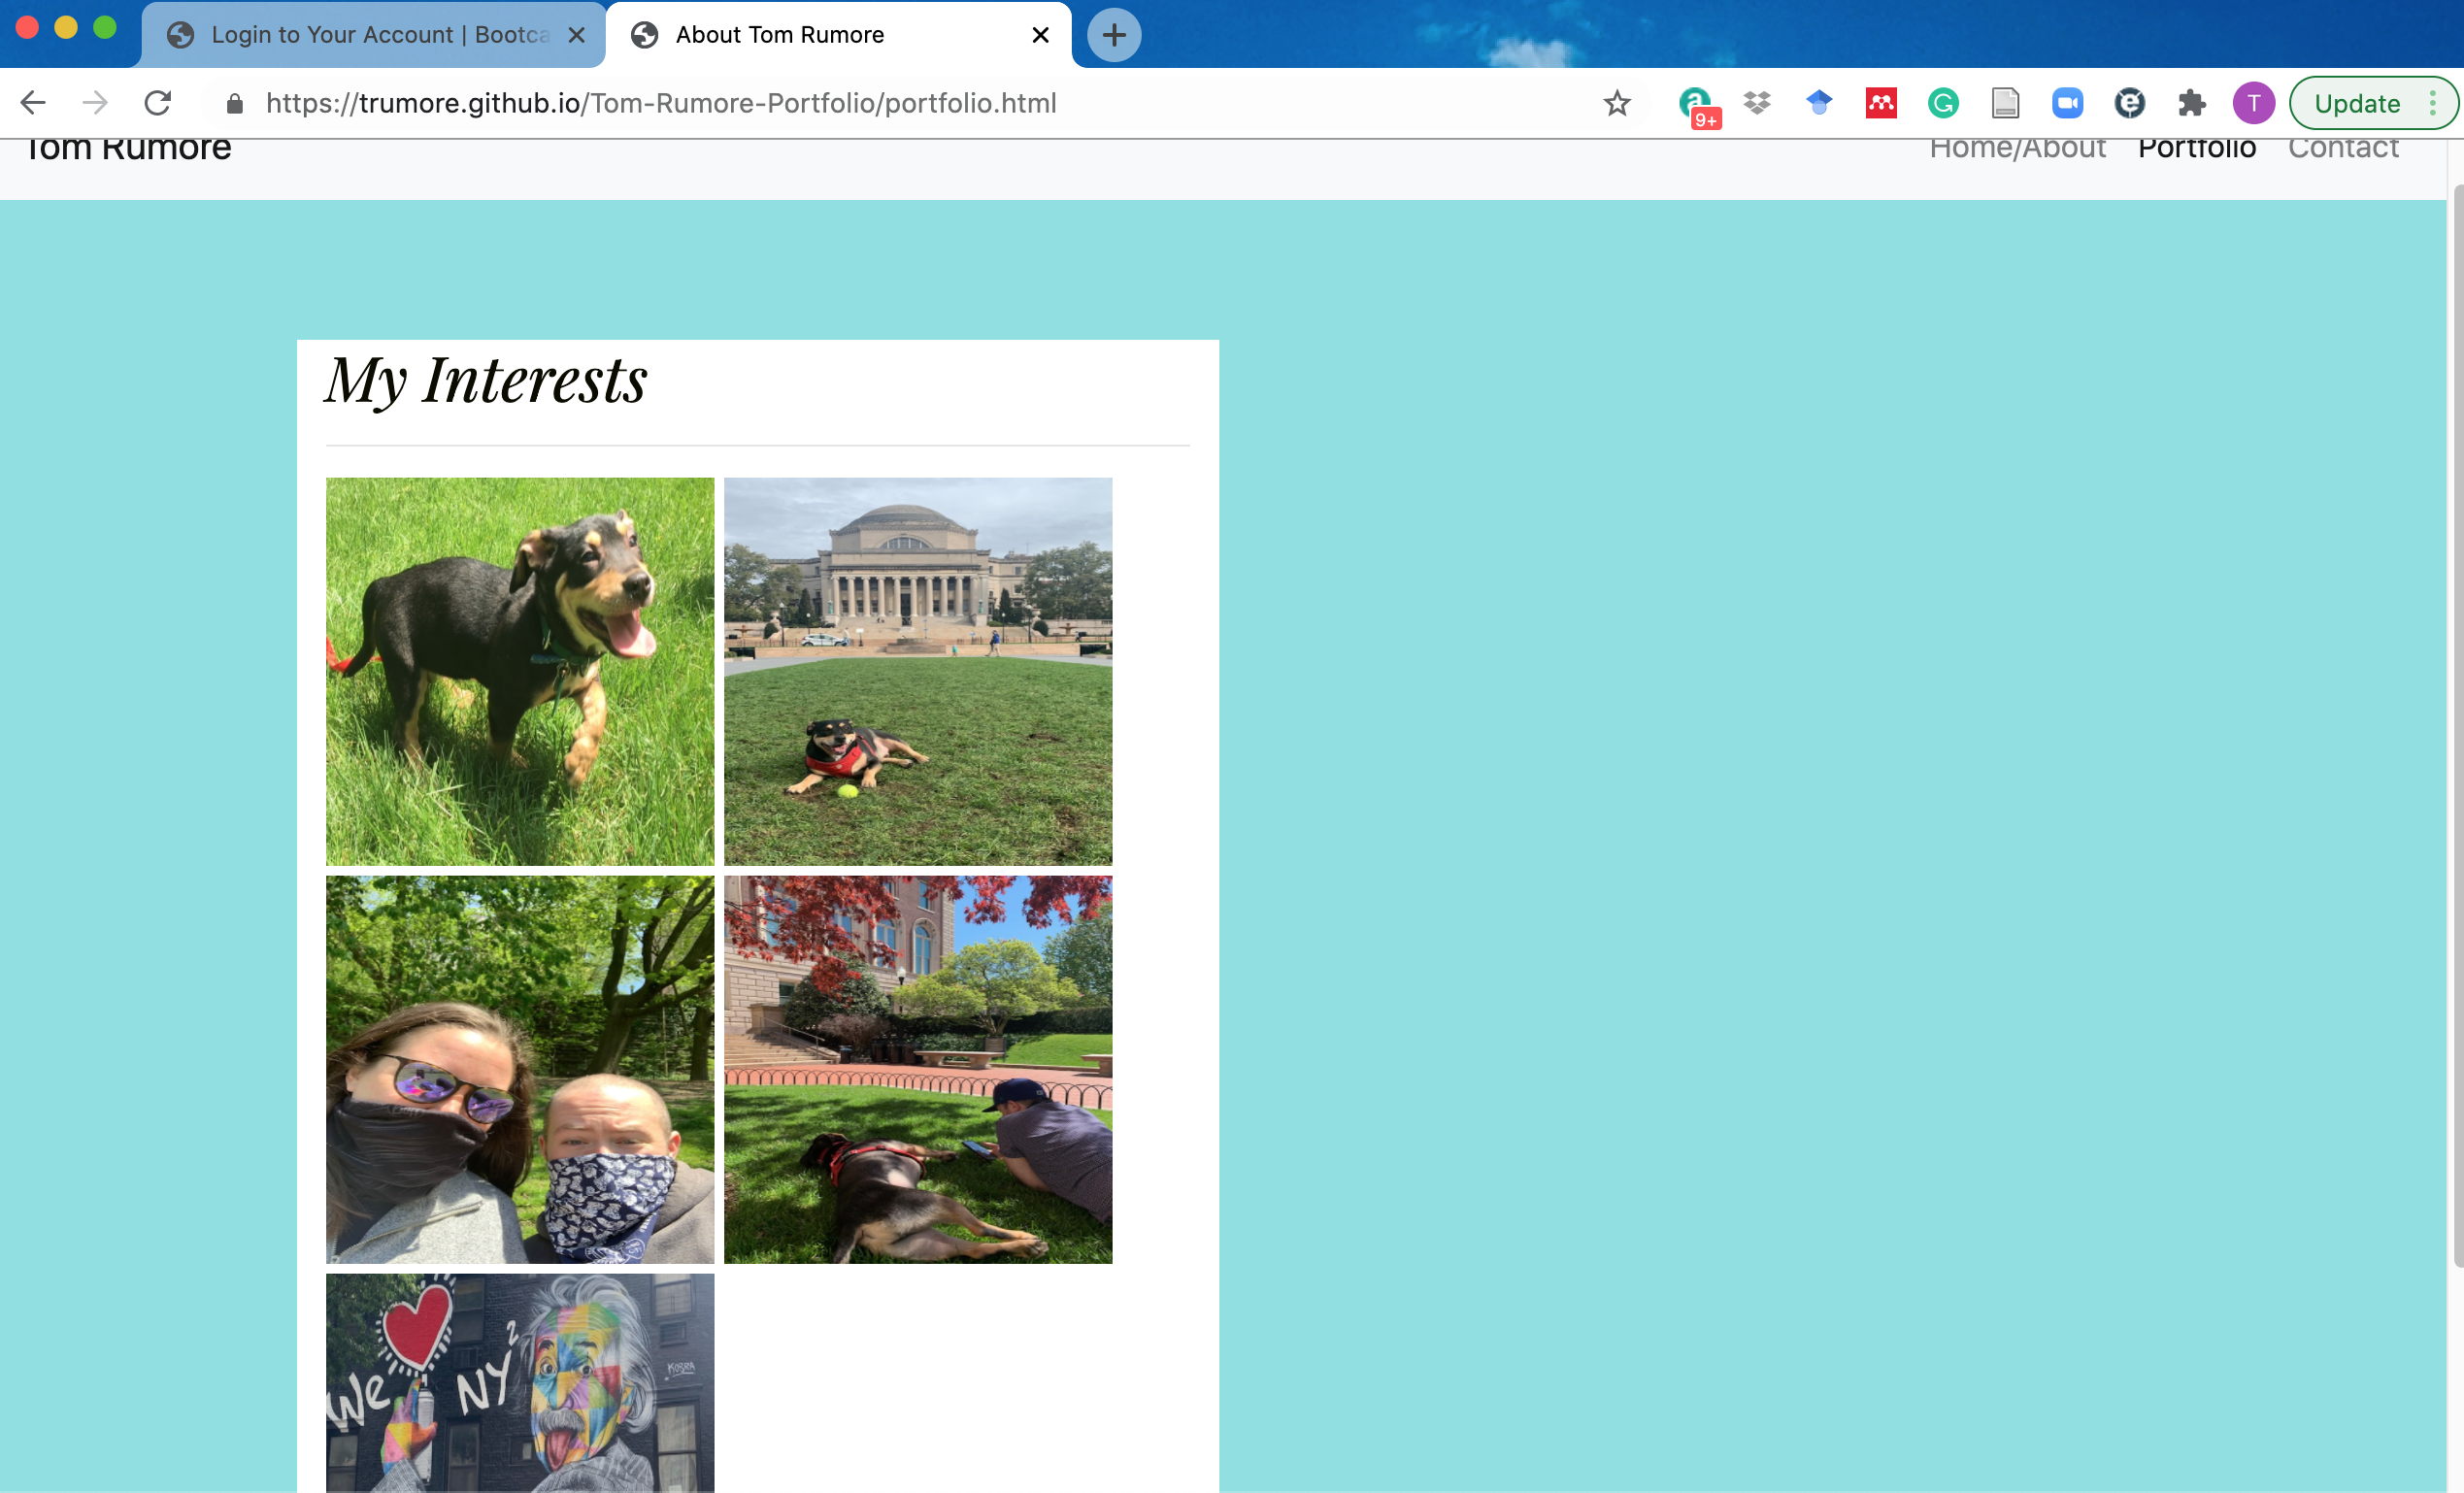 Login to Your Account | Bootca
About Tom Rumore
https://trumore.github.io/Tom-Rumore-Portfolio/portfolio.html
9+
T
Update
Tom Rumore
Home/About Portfolio Contact
My Interests
We NY²
KOBRA